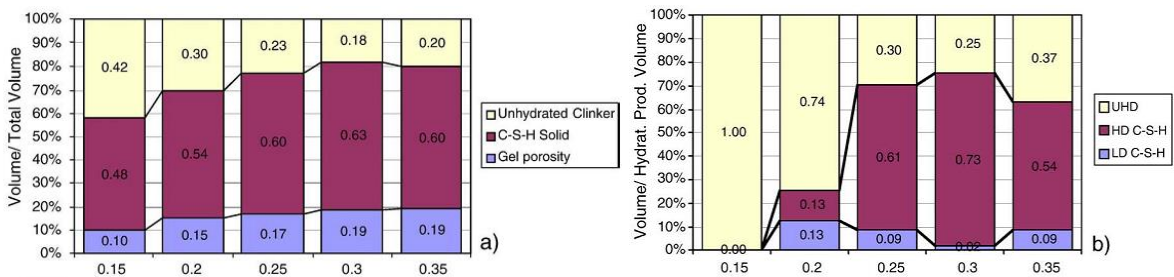 Volume/ Total Volume
100%
90%
80%
70%
60%
50%
40%
30%
20%
10%
0%
0.42 0.30 0.23 0.18 0.20
0.48 0.54 0.60 0.63 0.60
0.10 0.15 0.17 0.19 0.19
0.15 0.2 0.25 0.3 0.35
Unhydrated Clinker
C-S-H Solid
Gel porosity
a)
Volume/ Hydrat. Prod. Volume
100%
90%
80%
70%
60%
50%
40%
30%
20%
10%
0%
1.00 0.74 0.30 0.25 0.37
0.13 0.61 0.73 0.54
0.00 0.13 0.09 0.02 0.09
0.15 0.2 0.25 0.3 0.35
UHD
HD C-S-H
LD C-S-H
b)